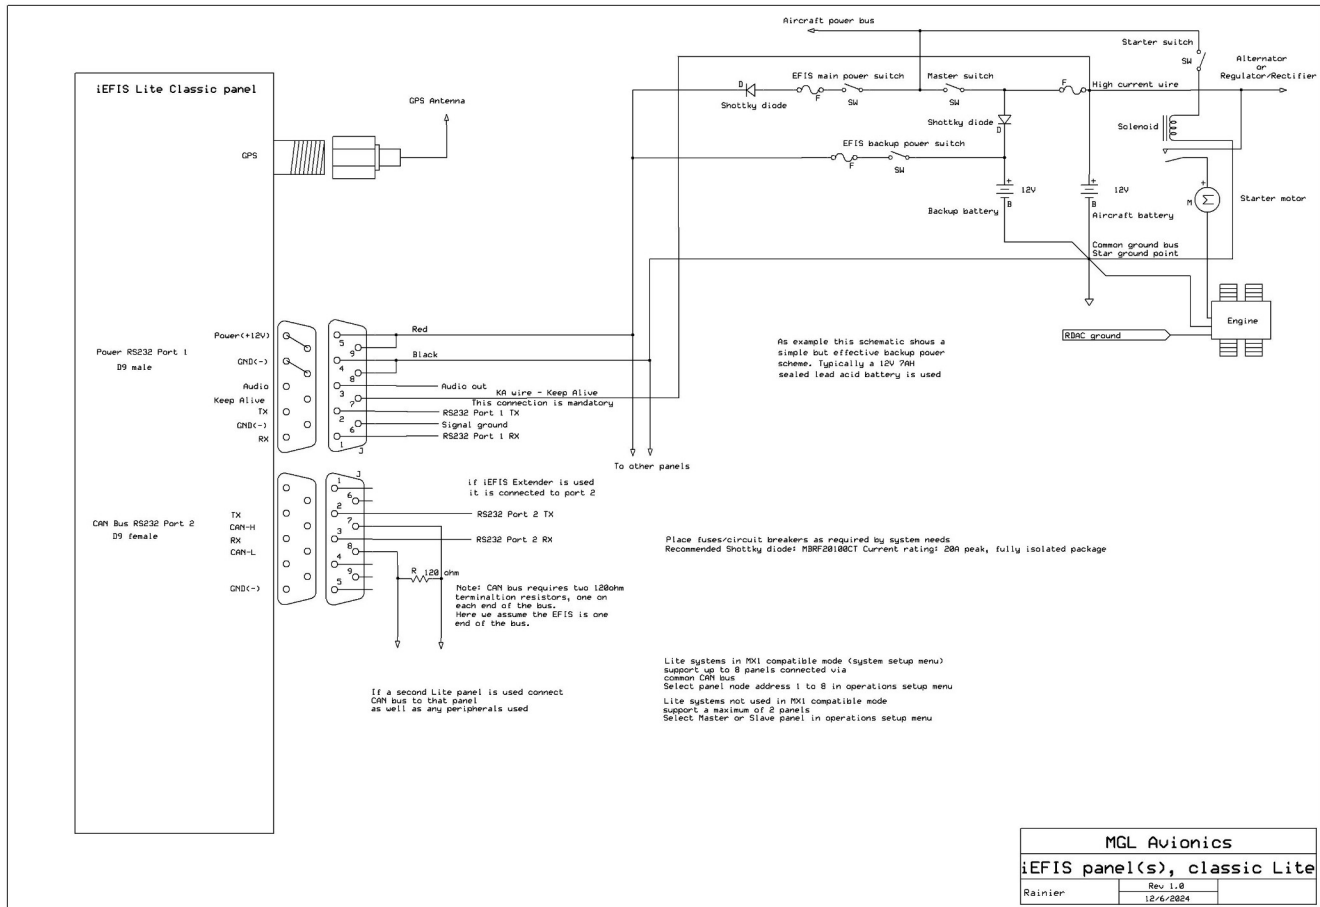 Aircraft power bus
Starter switch
SW
Alternator
or
Regulator/Rectifier
iEFIS Lite Classic panel
GPS Antenna
GPS
D
Shottky diode
EFIS main power switch
F
SW
Master switch
SW
F
High current wire
Shottky diode
D
Solenoid
EFIS backup power switch
F
SW
+
12V
B
Backup battery
+
12V
B
Aircraft battery
+
M
Σ
Starter motor
Common ground bus
Star ground point
Engine
RDAC ground
Power RS232 Port 1
D9 male
Power(+12V)
GND(-)
Audio
Keep Alive
TX
GND(-)
RX
5
9
4
8
3
7
2
6
1
J
Red
Black
Audio out
KA wire - Keep Alive
This connection is mandatory
RS232 Port 1 TX
Signal ground
RS232 Port 1 RX
To other panels
As example this schematic shows a
simple but effective backup power
scheme. Typically a 12V 7AH
sealed lead acid battery is used
CAN Bus RS232 Port 2
D9 female
TX
CAN-H
RX
CAN-L
GND(-)
J
1
6
2
7
3
8
4
9
5
if iEFIS Extender is used
it is connected to port 2
RS232 Port 2 TX
RS232 Port 2 RX
R
120 ohm
Note: CAN bus requires two 120ohm
terminaltion resistors, one on
each end of the bus.
Here we assume the EFIS is one
end of the bus.
Place fuses/circuit breakers as required by system needs
Recommended Shottky diode: MBRF20100CT Current rating: 20A peak, fully isolated package
If a second Lite panel is used connect
CAN bus to that panel
as well as any peripherals used
Lite systems in MX1 compatible mode (system setup menu)
support up to 8 panels connected via
common CAN bus
Select panel node address 1 to 8 in operations setup menu
Lite systems not used in MX1 compatible mode
support a maximum of 2 panels
Select Master or Slave panel in operations setup menu
MGL Avionics
iEFIS panel(s), classic Lite
Rainier
Rev 1.0
12/6/2024